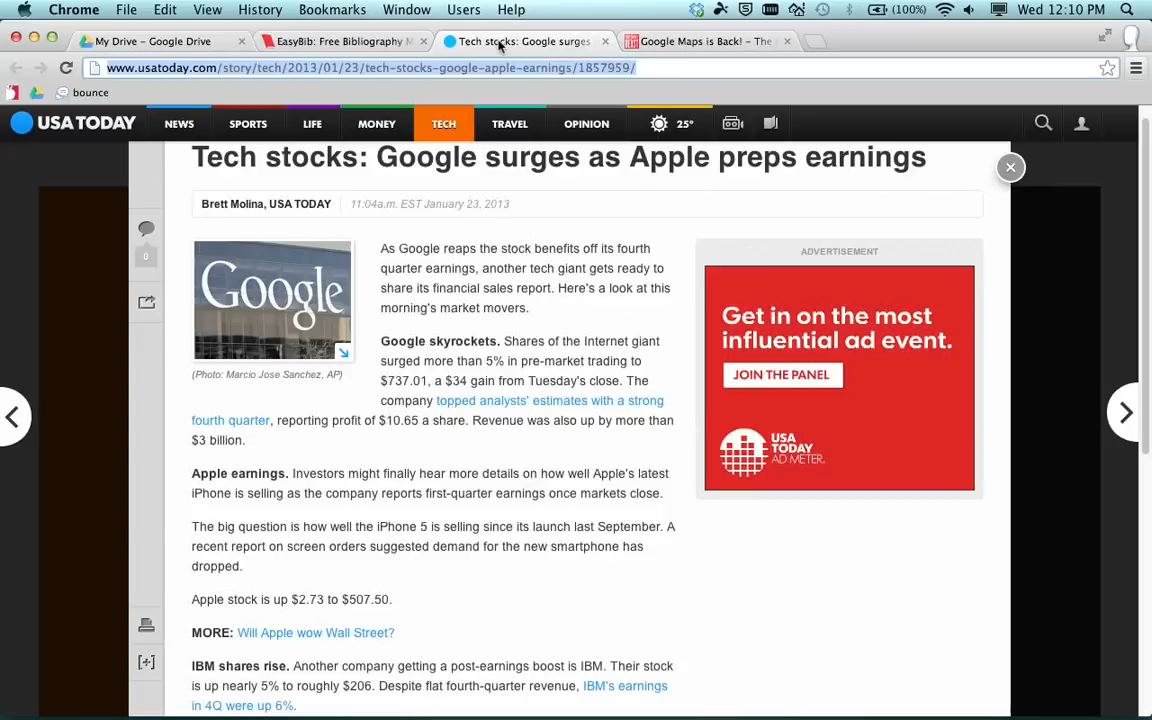 Chrome File Edit View History Bookmarks Window Users Help (100%) Wed 12:10 PM
My Drive – Google Drive EasyBib: Free Bibliography M Tech stocks: Google surges Google Maps is Back! – The A
www.usatoday.com/story/tech/2013/01/23/tech-stocks-google-apple-earnings/1857959/
bounce
USA TODAY NEWS SPORTS LIFE MONEY TECH TRAVEL OPINION 25°
Tech stocks: Google surges as Apple preps earnings
Brett Molina, USA TODAY 11:04a.m. EST January 23, 2013
0
Google
(Photo: Marcio Jose Sanchez, AP)
As Google reaps the stock benefits off its fourth
quarter earnings, another tech giant gets ready to
share its financial sales report. Here's a look at this
morning's market movers.
Google skyrockets. Shares of the Internet giant
surged more than 5% in pre-market trading to
$737.01, a $34 gain from Tuesday's close. The
company topped analysts' estimates with a strong
fourth quarter, reporting profit of $10.65 a share. Revenue was also up by more than
$3 billion.
Apple earnings. Investors might finally hear more details on how well Apple's latest
iPhone is selling as the company reports first-quarter earnings once markets close.
The big question is how well the iPhone 5 is selling since its launch last September. A
recent report on screen orders suggested demand for the new smartphone has
dropped.
Apple stock is up $2.73 to $507.50.
MORE: Will Apple wow Wall Street?
IBM shares rise. Another company getting a post-earnings boost is IBM. Their stock
is up nearly 5% to roughly $206. Despite flat fourth-quarter revenue, IBM's earnings
in 4Q were up 6%.
ADVERTISEMENT
Get in on the most
influential ad event.
JOIN THE PANEL
USA
TODAY
AD METER.